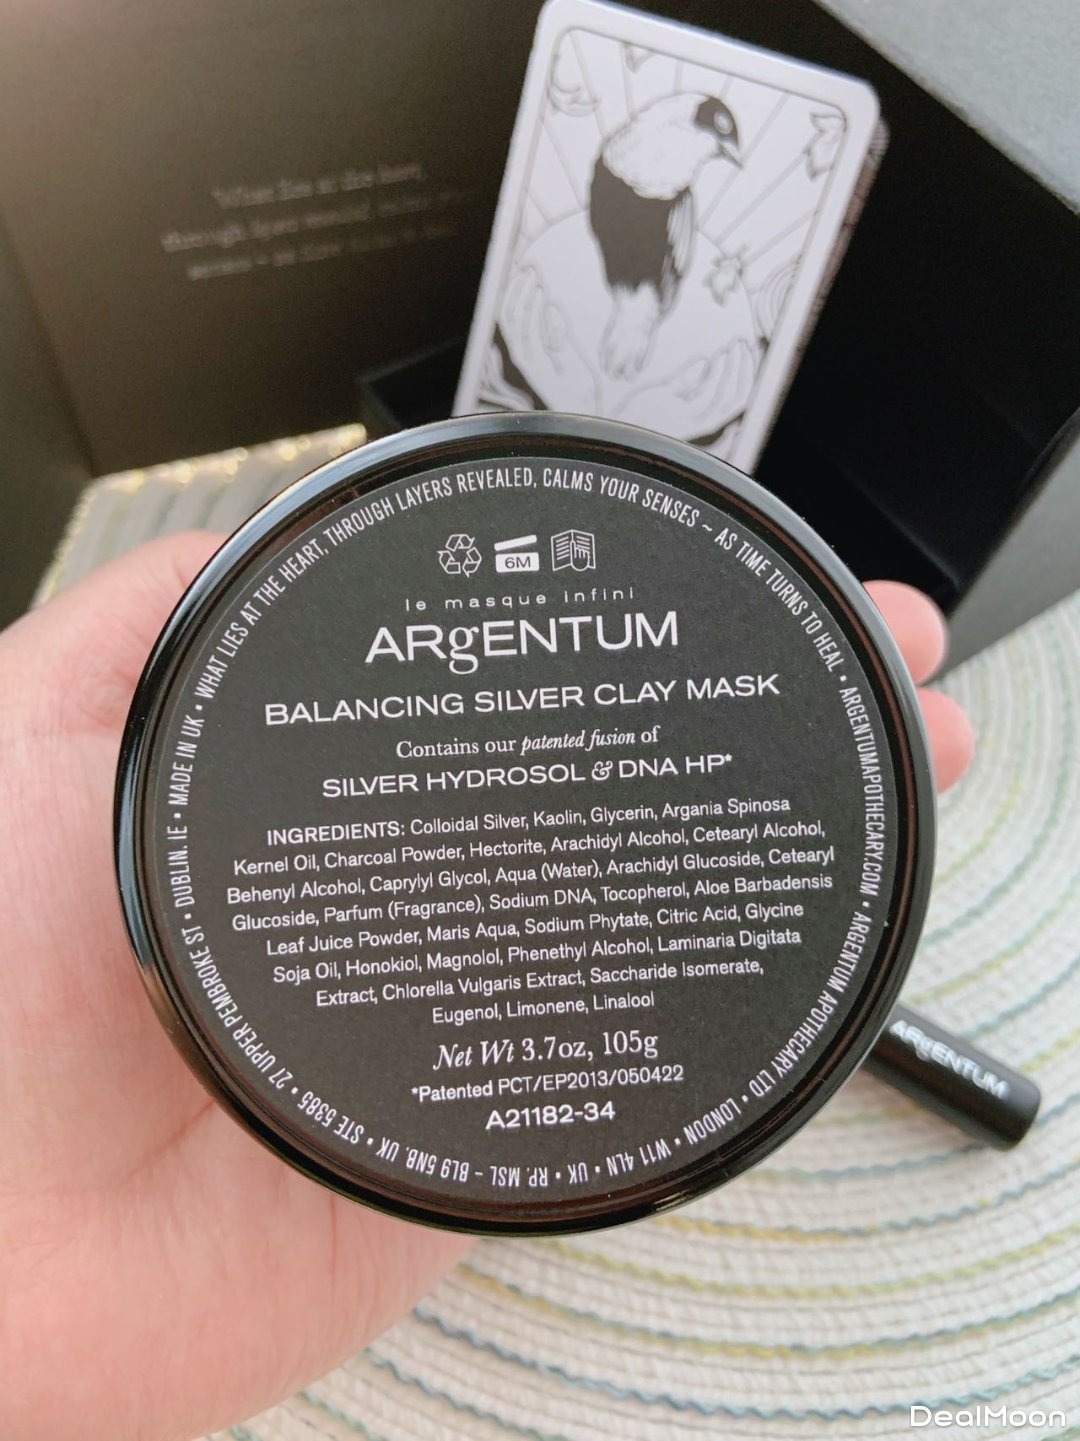 What lies at the heart,
6M
le masque infini
ARgENTUM
BALANCING SILVER CLAY MASK
Contains our patented fusion of
SILVER HYDROSOL & DNA HP*
INGREDIENTS: Colloidal Silver, Kaolin, Glycerin, Argania Spinosa
Kernel Oil, Charcoal Powder, Hectorite, Arachidyl Alcohol, Cetearyl Alcohol,
Behenyl Alcohol, Caprylyl Glycol, Aqua (Water), Arachidyl Glucoside, Cetearyl
Glucoside, Parfum (Fragrance), Sodium DNA, Tocopherol, Aloe Barbadensis
Leaf Juice Powder, Maris Aqua, Sodium Phytate, Citric Acid, Glycine
Soja Oil, Honokiol, Magnolol, Phenethyl Alcohol, Laminaria Digitata
Extract, Chlorella Vulgaris Extract, Saccharide Isomerate,
Eugenol, Limonene, Linalool
Net Wt 3.7oz, 105g
*Patented PCT/EP2013/050422
A21182-34
• WHAT LIES AT THE HEART, THROUGH LAYERS REVEALED, CALMS YOUR SENSES ~ AS TIME TURNS TO HEAL • ARGENTUMAPOTHECARY.COM • ARGENTUM APOTHECARY LTD • LONDON • W11 4LN • UK • RP. MSL – BL9 5NB. UK • STE 5385 • 27 UPPER PEMBROKE ST • DUBLIN. IE • MADE IN UK
ARgENTUM
DealMoon